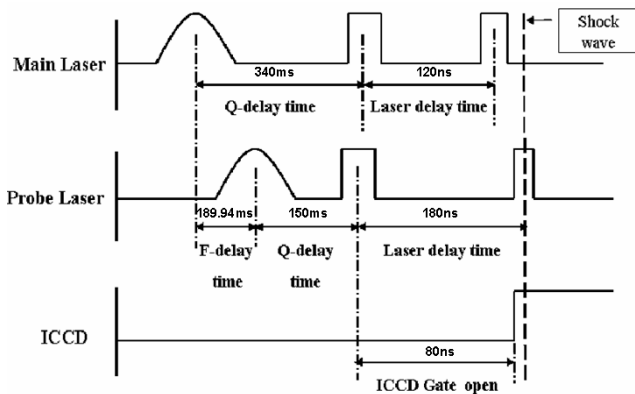 Shock
wave
Main Laser
340ms
120ns
Q-delay time
Laser delay time
Probe Laser
189.94ms
150ms
180ns
F-delay
time
Q-delay
time
Laser delay time
ICCD
80ns
ICCD Gate open